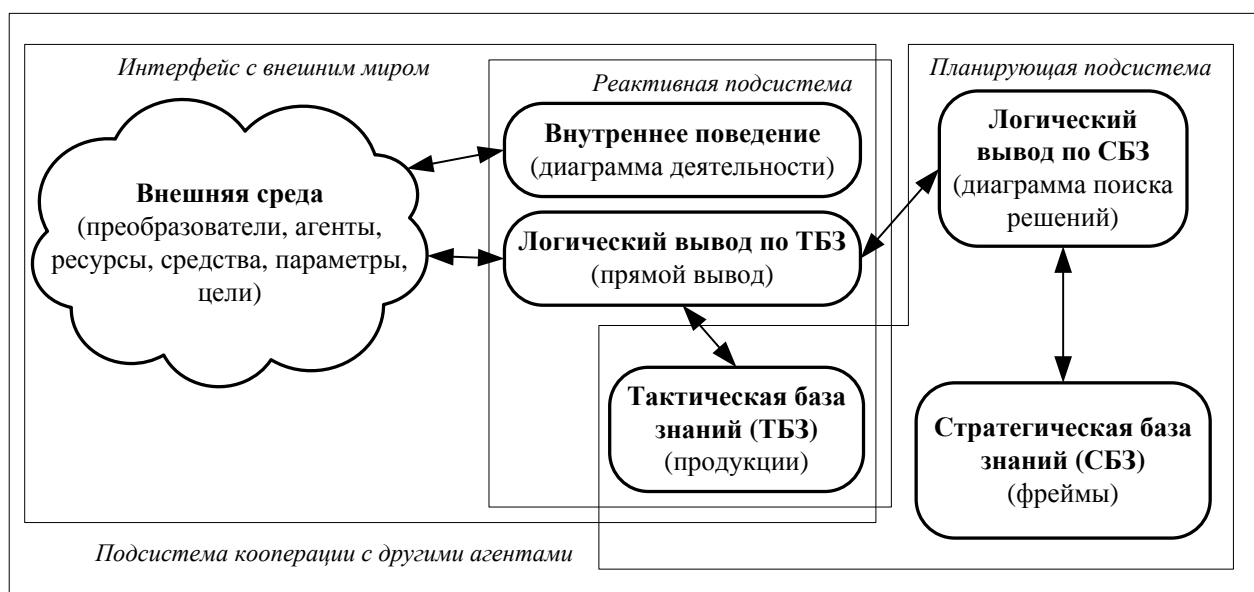 Интерфейс с внешним миром
Внешняя среда
(преобразователи, агенты,
ресурсы, средства, параметры,
цели)
Реактивная подсистема
Внутреннее поведение
(диаграмма деятельности)
Логический вывод по ТБЗ
(прямой вывод)
Тактическая база
знаний (ТБЗ)
(продукции)
Планирующая подсистема
Логический
вывод по СБЗ
(диаграмма поиска
решений)
Стратегическая база
знаний (СБЗ)
(фреймы)
Подсистема кооперации с другими агентами